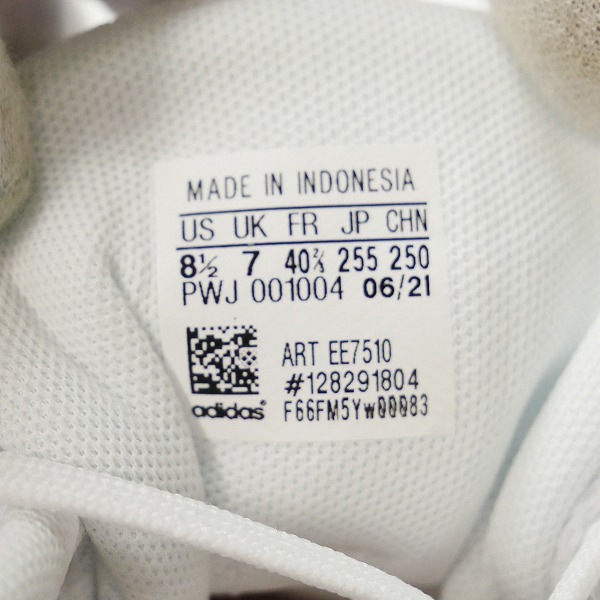 MADE IN INDONESIA
US UK FR JP CHN
8½ 7 40⅔ 255 250
PWJ 001004 06/21
ART EE7510
#128291804
adidas F66FM5Yw00083